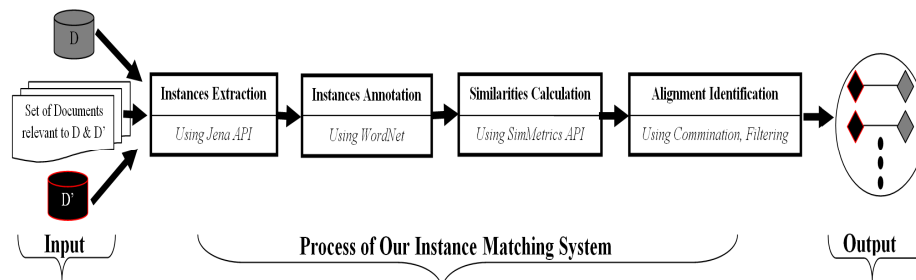 D
Set of Documents
relevant to D & D'
D'
Instances Extraction
Using Jena API
Instances Annotation
Using WordNet
Similarities Calculation
Using SimMetrics API
Alignment Identification
Using Commination, Filtering
Input
Process of Our Instance Matching System
Output